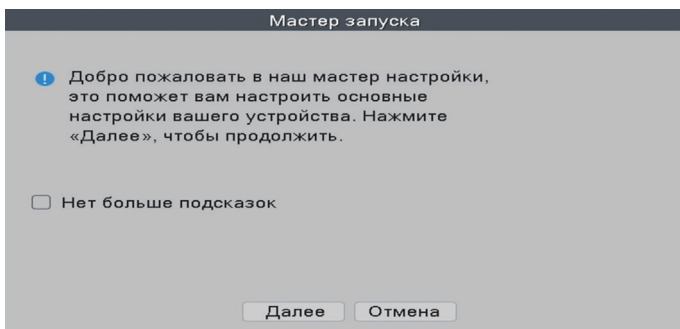 Мастер запуска
Добро пожаловать в наш мастер настройки,
это поможет вам настроить основные
настройки вашего устройства. Нажмите
«Далее», чтобы продолжить.
Нет больше подсказок
Далее Отмена